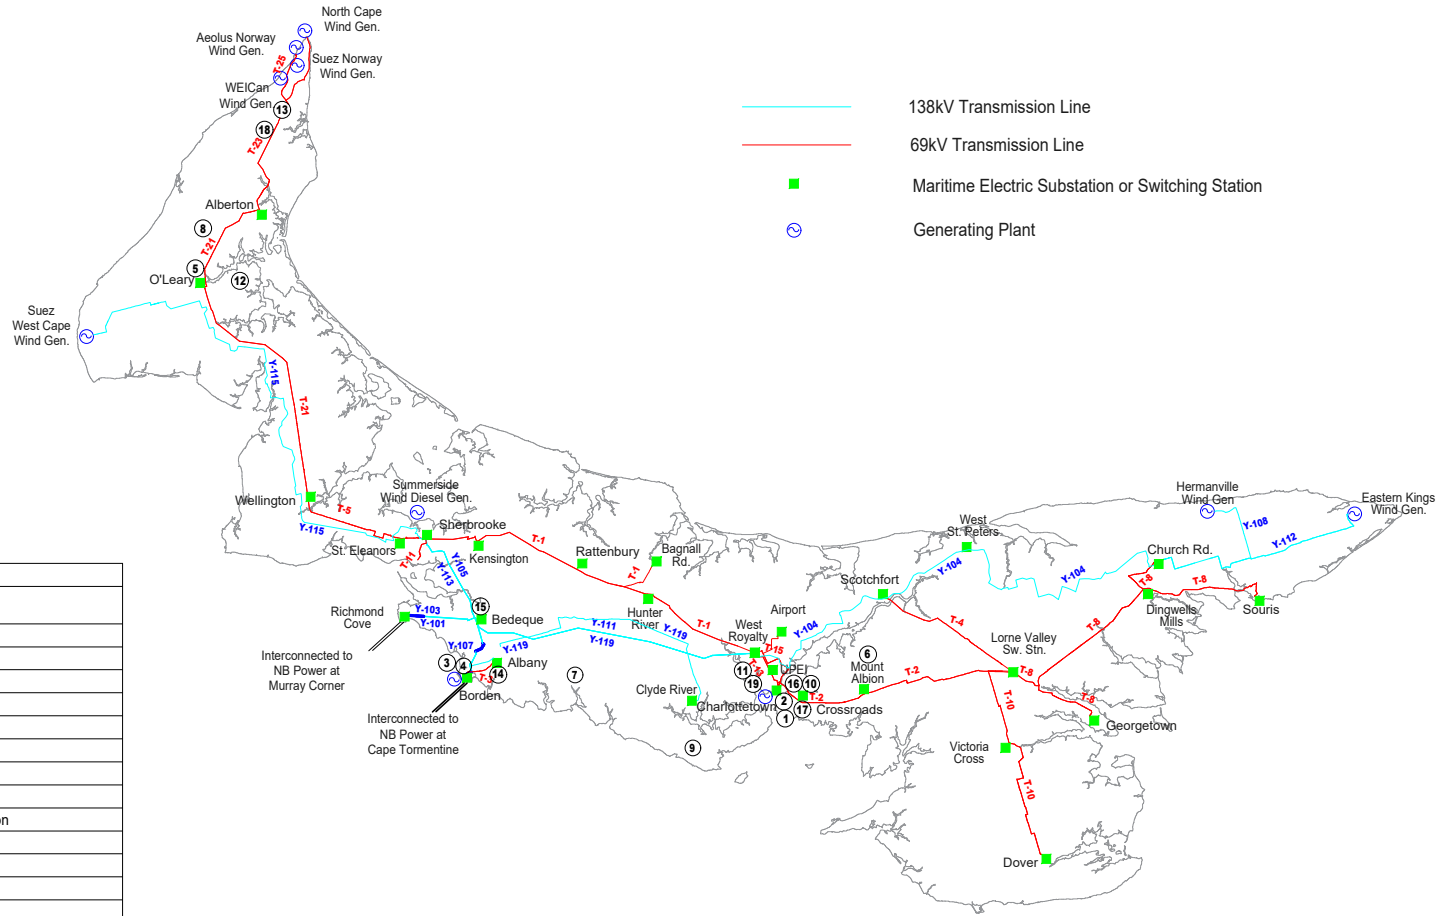 North Cape
Wind Gen.
Aeolus Norway
Wind Gen.
Suez Norway
Wind Gen.
T-25
WEICan
Wind Gen.
13
18
T-23
138kV Transmission Line
69kV Transmission Line
Maritime Electric Substation or Switching Station
Generating Plant
Alberton
8
T-21
5
O'Leary
12
Suez
West Cape
Wind Gen.
Y-115
T-21
Wellington
Summerside
Wind Diesel Gen.
T-5
Y-115
Sherbrooke
St. Eleanors
T-11
Kensington
T-1
Y-105
Y-113
Rattenbury
Bagnall
Rd.
T-1
Hunter
River
T-1
Hermanville
Wind Gen
Eastern Kings
Wind Gen.
Y-108
Y-112
West
St. Peters
Y-104
Y-104
Church Rd.
T-8
T-8
Dingwells
Mills
Souris
Scotchfort
T-4
T-8
Richmond
Cove
Y-103
Y-101
15
Bedeque
Y-107
Y-119
Y-111
Y-119
Y-119
Airport
West
Royalty
Y-104
T-15
Interconnected to
NB Power at
Murray Corner
3
4
Albany
14
T-3
Borden
7
Interconnected to
NB Power at
Cape Tormentine
Clyde River
9
11
19
UPEI
16
10
Charlottetown
2
1
17
T-2
Crossroads
6
Mount
Albion
T-2
Lorne Valley
Sw. Stn.
T-8
T-8
Georgetown
T-10
Victoria
Cross
T-10
Dover